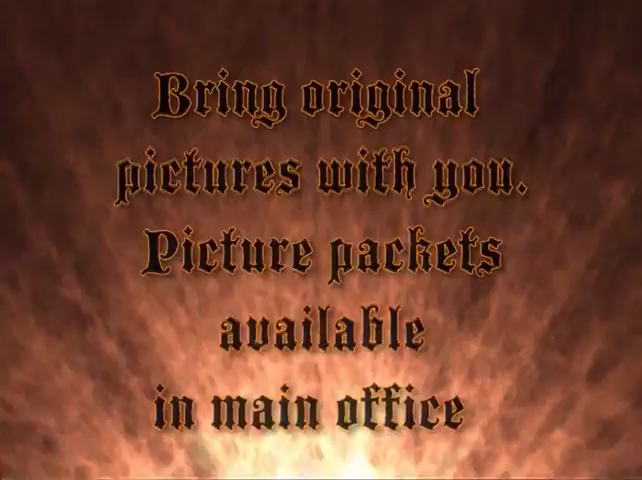 Bring original
pictures with you.
Picture packets
available
in main office